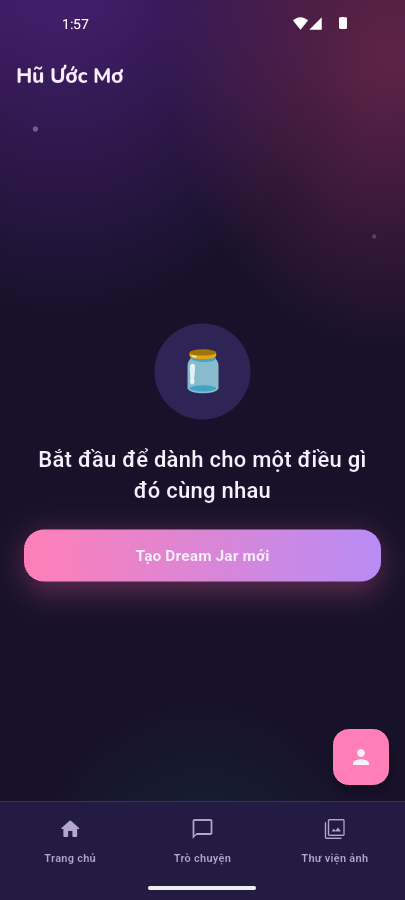 1:57
Hũ Ước Mơ
Bắt đầu để dành cho một điều gì
đó cùng nhau
Tạo Dream Jar mới
Trang chủ
Trò chuyện
Thư viện ảnh